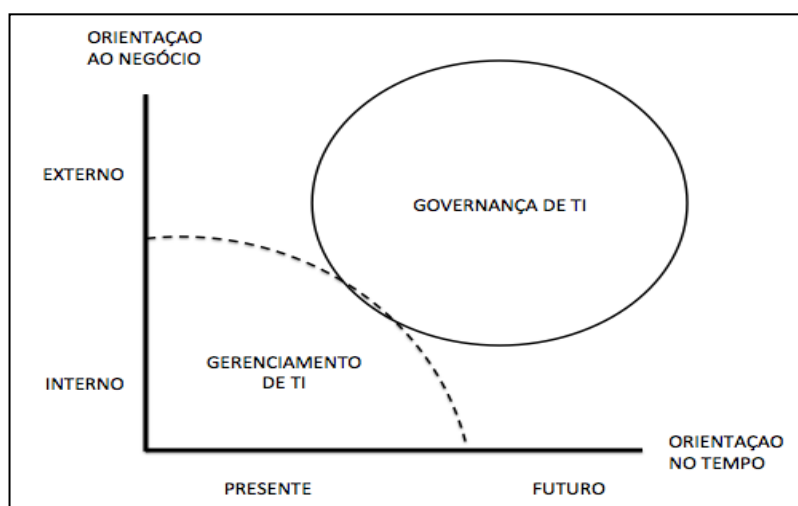 ORIENTAÇAO
AO NEGÓCIO
EXTERNO
GOVERNANÇA DE TI
GERENCIAMENTO
DE TI
INTERNO
ORIENTAÇAO
NO TEMPO
PRESENTE
FUTURO